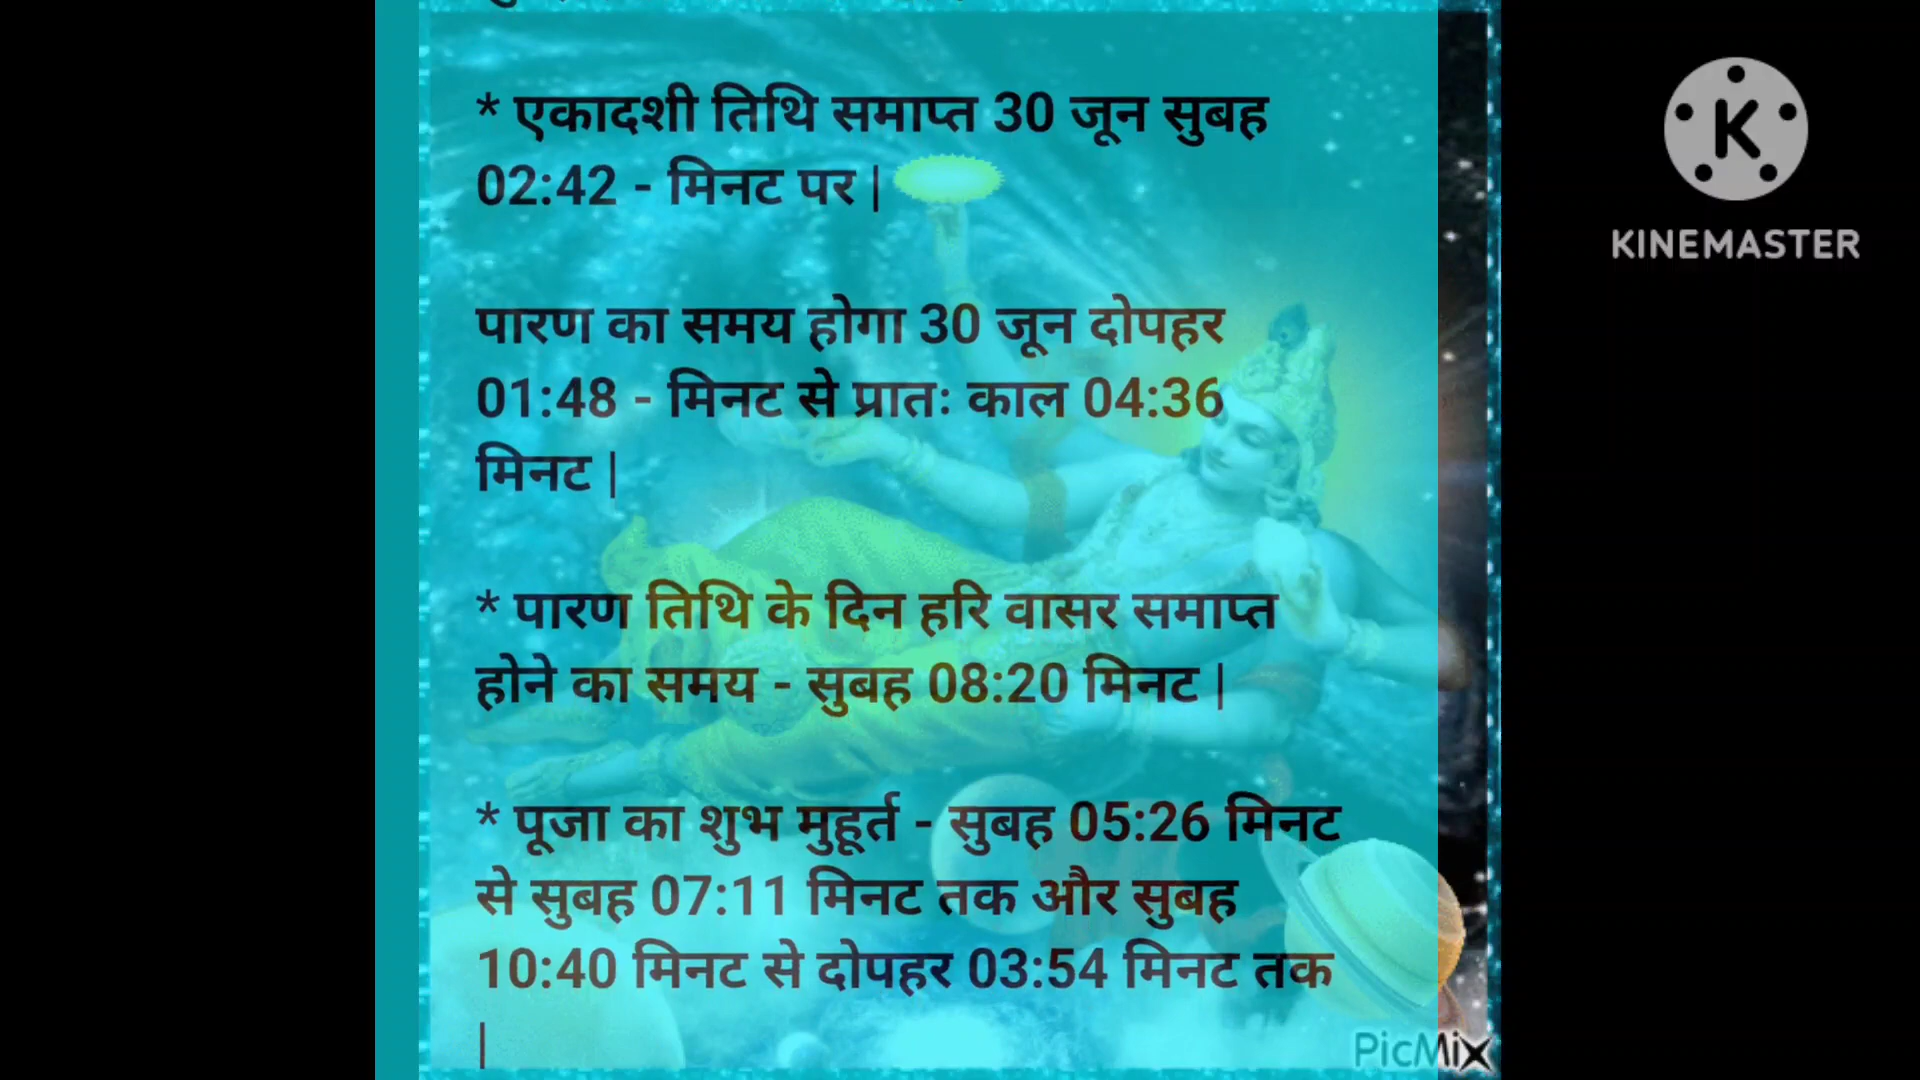 * एकादशी तिथि समाप्त 30 जून सुबह
02:42 - मिनट पर |
पारण का समय होगा 30 जून दोपहर
01:48 - मिनट से प्रातः काल 04:36
मिनट |
* पारण तिथि के दिन हरि वासर समाप्त
होने का समय - सुबह 08:20 मिनट |
* पूजा का शुभ मुहूर्त - सुबह 05:26 मिनट
से सुबह 07:11 मिनट तक और सुबह
10:40 मिनट से दोपहर 03:54 मिनट तक
|
K
KINEMASTER
PicMix